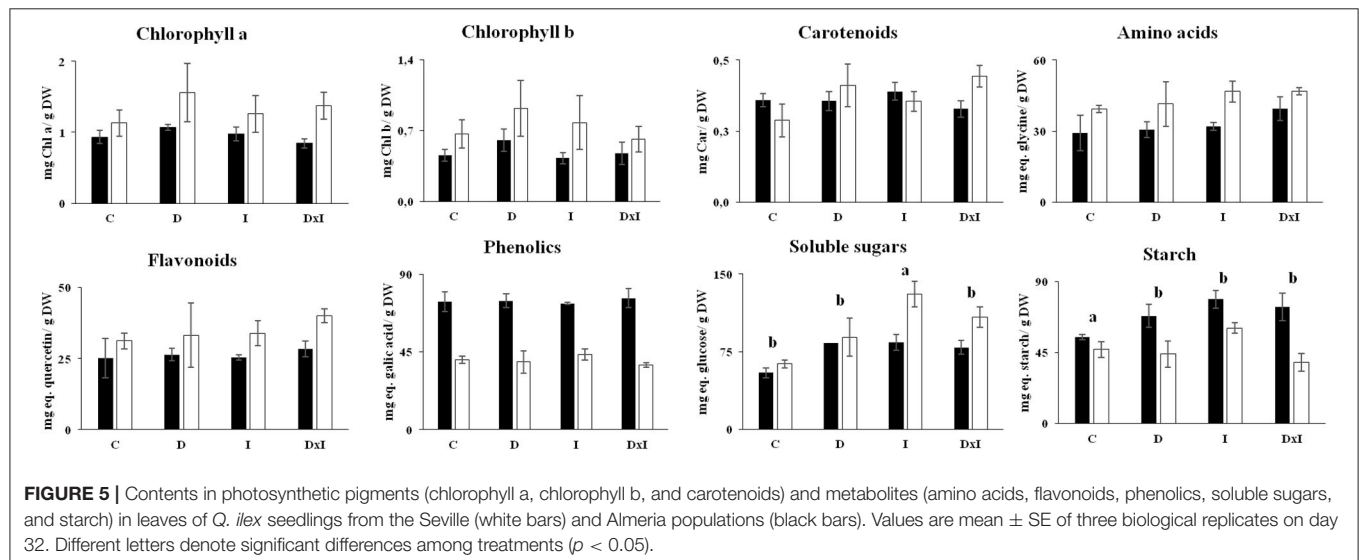 Chlorophyll a
mg Chl a/ g DW
2
1
0
C D I DxI
Chlorophyll b
mg Chl b/ g DW
1,4
0,7
0,0
C D I DxI
Carotenoids
mg Car/ g DW
0,5
0,3
0,0
C D I DxI
Amino acids
mg eq. glycine/ g DW
60
30
0
C D I DxI
Flavonoids
mg eq. quercetin/ g DW
50
25
0
C D I DxI
Phenolics
mg eq. galic acid/ g DW
90
45
0
C D I DxI
Soluble sugars
mg eq. glucose/ g DW
150
75
0
b b a b
C D I DxI
Starch
mg eq. starch/ g DW
90
45
0
a b b b
C D I DxI
FIGURE 5 | Contents in photosynthetic pigments (chlorophyll a, chlorophyll b, and carotenoids) and metabolites (amino acids, flavonoids, phenolics, soluble sugars,
and starch) in leaves of Q. ilex seedlings from the Seville (white bars) and Almeria populations (black bars). Values are mean ± SE of three biological replicates on day
32. Different letters denote significant differences among treatments (p < 0.05).